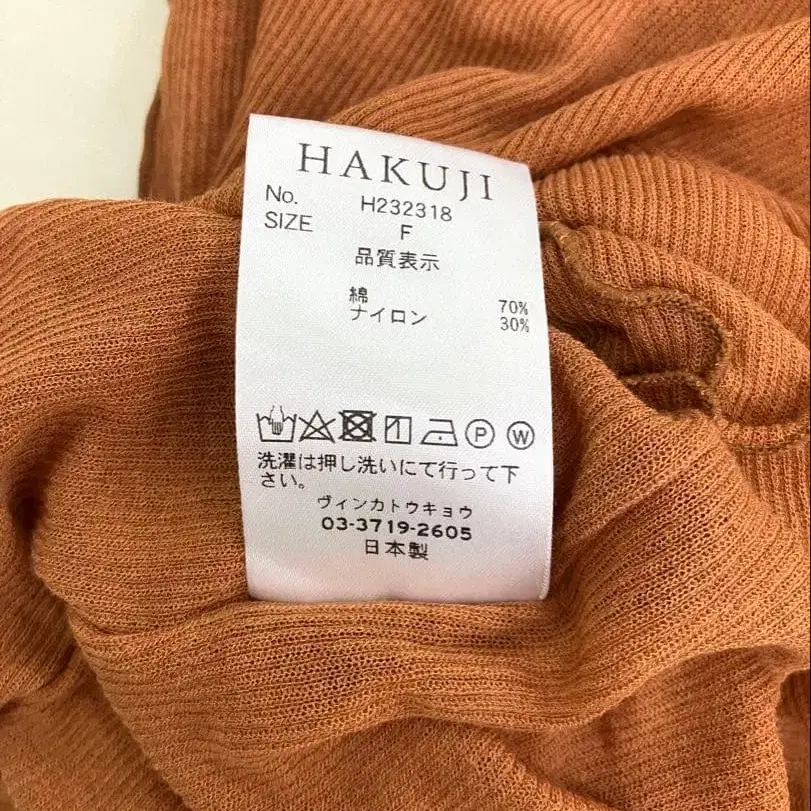 HAKUJI
No. H232318
SIZE F
品質表示
綿 70%
ナイロン 30%
P W
洗濯は押し洗いにて行って下
さい。
ヴィンカトウキョウ
03-3719-2605
日本製